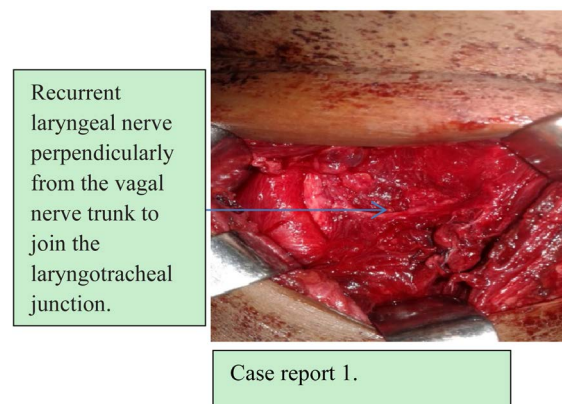 Recurrent
laryngeal nerve
perpendicularly
from the vagal
nerve trunk to
join the
laryngotracheal
junction.
Case report 1.